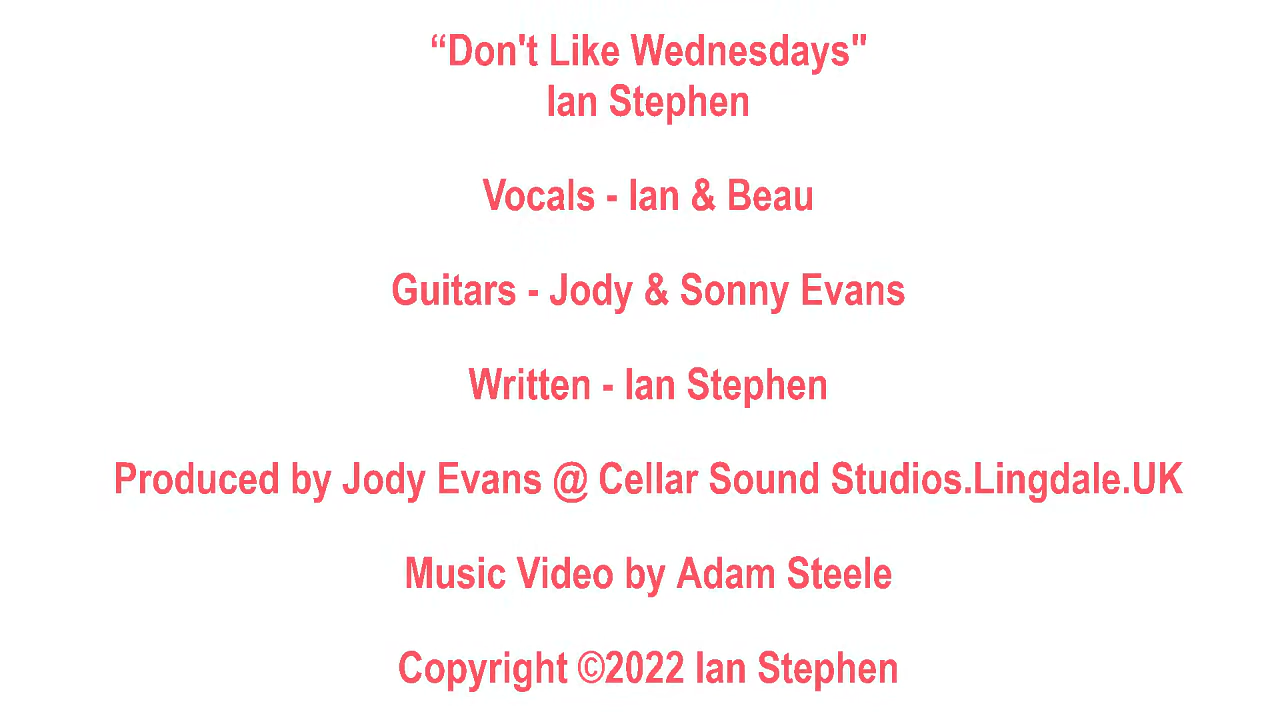 “Don't Like Wednesdays"
Ian Stephen
Vocals - Ian & Beau
Guitars - Jody & Sonny Evans
Written - Ian Stephen
Produced by Jody Evans @ Cellar Sound Studios.Lingdale.UK
Music Video by Adam Steele
Copyright ©2022 Ian Stephen